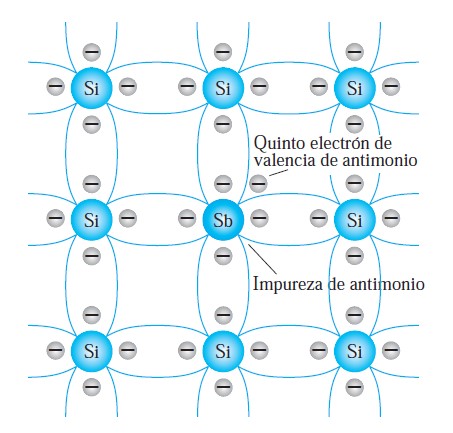 Si Si Si
Quinto electrón de
valencia de antimonio
Si Sb Si
Impureza de antimonio
Si Si Si